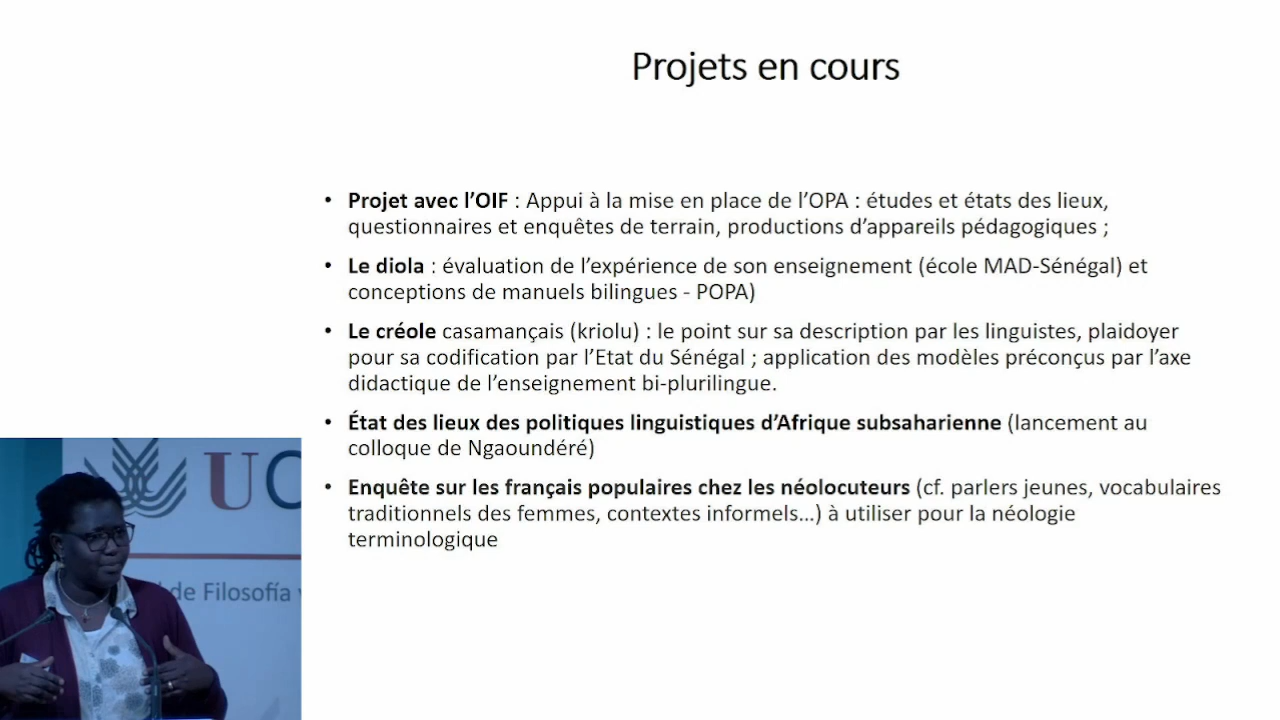 Projets en cours
• Projet avec l'OIF : Appui à la mise en place de l'OPA : études et états des lieux,
questionnaires et enquêtes de terrain, productions d'appareils pédagogiques ;
• Le diola : évaluation de l'expérience de son enseignement (école MAD-Sénégal) et
conceptions de manuels bilingues - POPA)
• Le créole casamançais (kriolu) : le point sur sa description par les linguistes, plaidoyer
pour sa codification par l'Etat du Sénégal ; application des modèles préconçus par l'axe
didactique de l'enseignement bi-plurilingue.
• État des lieux des politiques linguistiques d'Afrique subsaharienne (lancement au
colloque de Ngaoundéré)
• Enquête sur les français populaires chez les néolocuteurs (cf. parlers jeunes, vocabulaires
traditionnels des femmes, contextes informels...) à utiliser pour la néologie
terminologique
UC
de Filosofía y